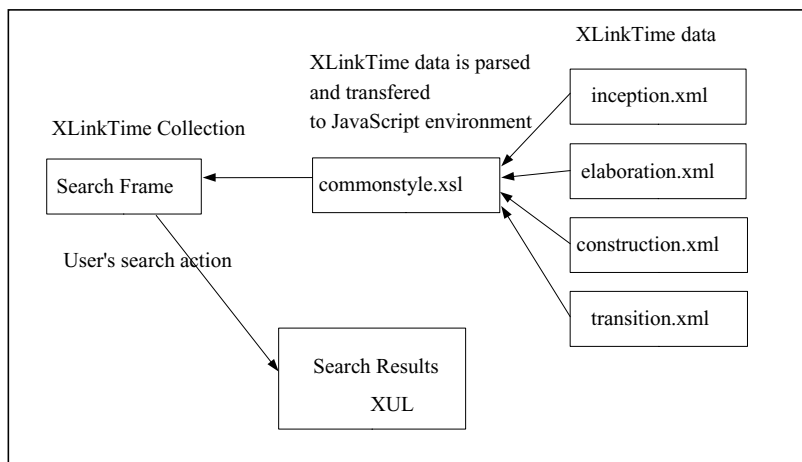 XLinkTime data
XLinkTime data is parsed
and transfered
to JavaScript environment
inception.xml
XLinkTime Collection
elaboration.xml
Search Frame
commonstyle.xsl
construction.xml
User's search action
transition.xml
Search Results
XUL